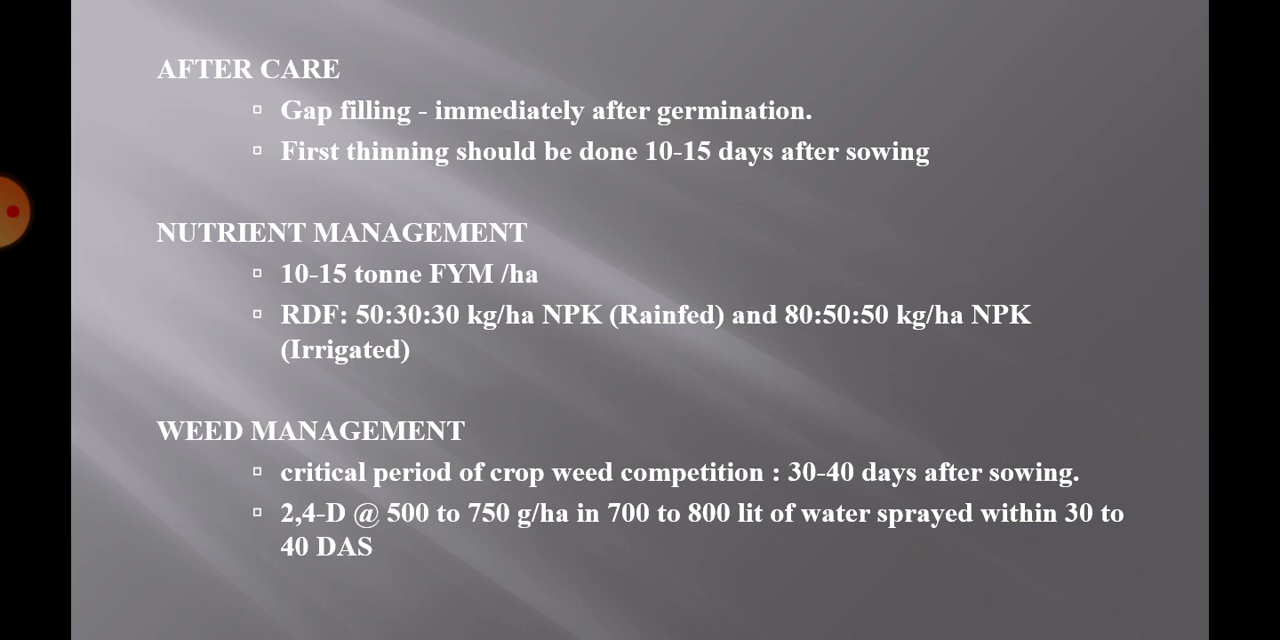 AFTER CARE
▫ Gap filling - immediately after germination.
▫ First thinning should be done 10-15 days after sowing
NUTRIENT MANAGEMENT
▫ 10-15 tonne FYM /ha
▫ RDF: 50:30:30 kg/ha NPK (Rainfed) and 80:50:50 kg/ha NPK
(Irrigated)
WEED MANAGEMENT
▫ critical period of crop weed competition : 30-40 days after sowing.
▫ 2,4-D @ 500 to 750 g/ha in 700 to 800 lit of water sprayed within 30 to
40 DAS